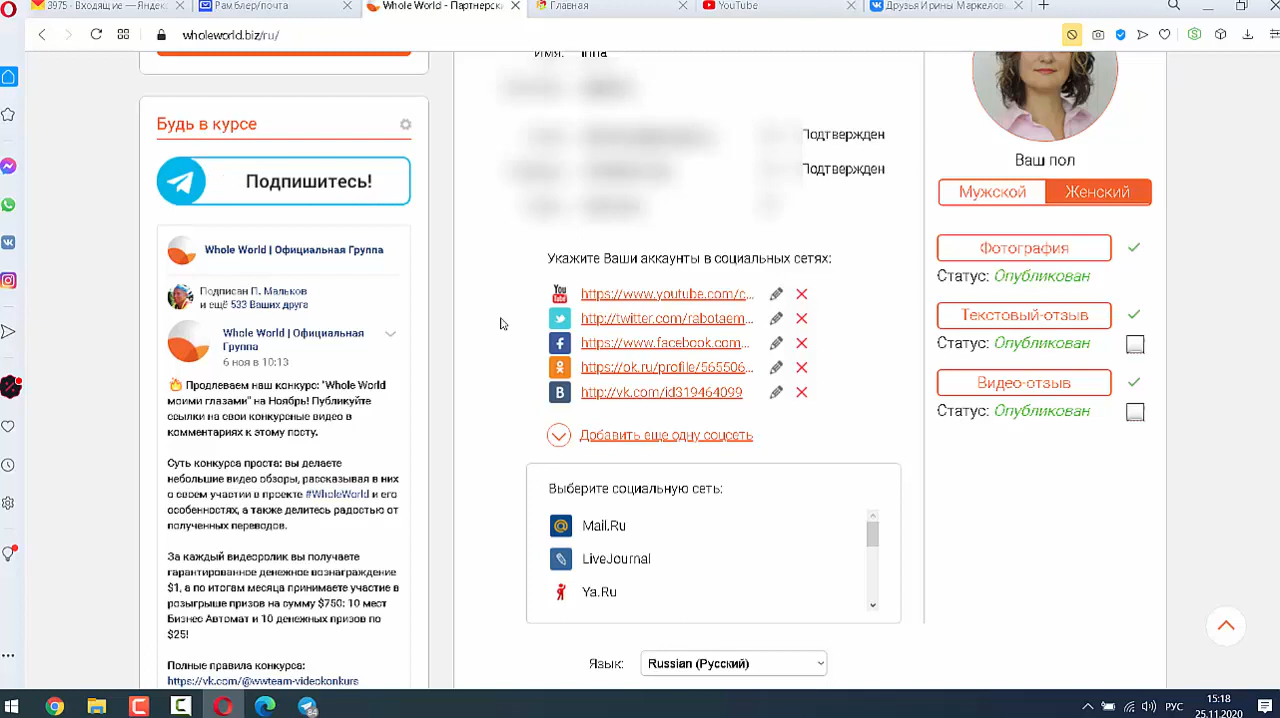 3975 - Входящие — Яндекс
Рамблер/почта
Whole World - Партнерска
Главная
YouTube
Друзья Ирины Маркелов
wholeworld.biz/ru/
Будь в курсе
Подпишитесь!
Whole World | Официальная Группа
Подписан П. Мальков
и ещё 533 Ваших друга
Whole World | Официальная
Группа
6 ноя в 10:13
🔥 Продлеваем наш конкурс: "Whole World
моими глазами" на Ноябрь! Публикуйте
ссылки на свои конкурсные видео в
комментариях к этому посту.
Суть конкурса проста: вы делаете
небольшие видео обзоры, рассказывая в них
о своем участии в проекте #WholeWorld и его
особенностях, а также делитесь радостью от
полученных переводов.
За каждый видеоролик вы получаете
гарантированное денежное вознаграждение
$1, а по итогам месяца принимаете участие в
розыгрыше призов на сумму $750: 10 мест
Бизнес Автомат и 10 денежных призов по
$25!
Полные правила конкурса:
https://vk.com/@wwteam-videokonkurs
Имя: Irina
Подтвержден
Подтвержден
Укажите Ваши аккаунты в социальных сетях:
https://www.youtube.com/c...
http://twitter.com/rabotaem...
https://www.facebook.com...
https://ok.ru/profile/565506...
http://vk.com/id319464099
Добавить еще одну соцсеть
Выберите социальную сеть:
Mail.Ru
LiveJournal
Ya.Ru
Язык: Russian (Русский)
Ваш пол
Мужской Женский
Фотография
Статус: Опубликован
Текстовый-отзыв
Статус: Опубликован
Видео-отзыв
Статус: Опубликован
84
РУС
15:18
25.11.2020